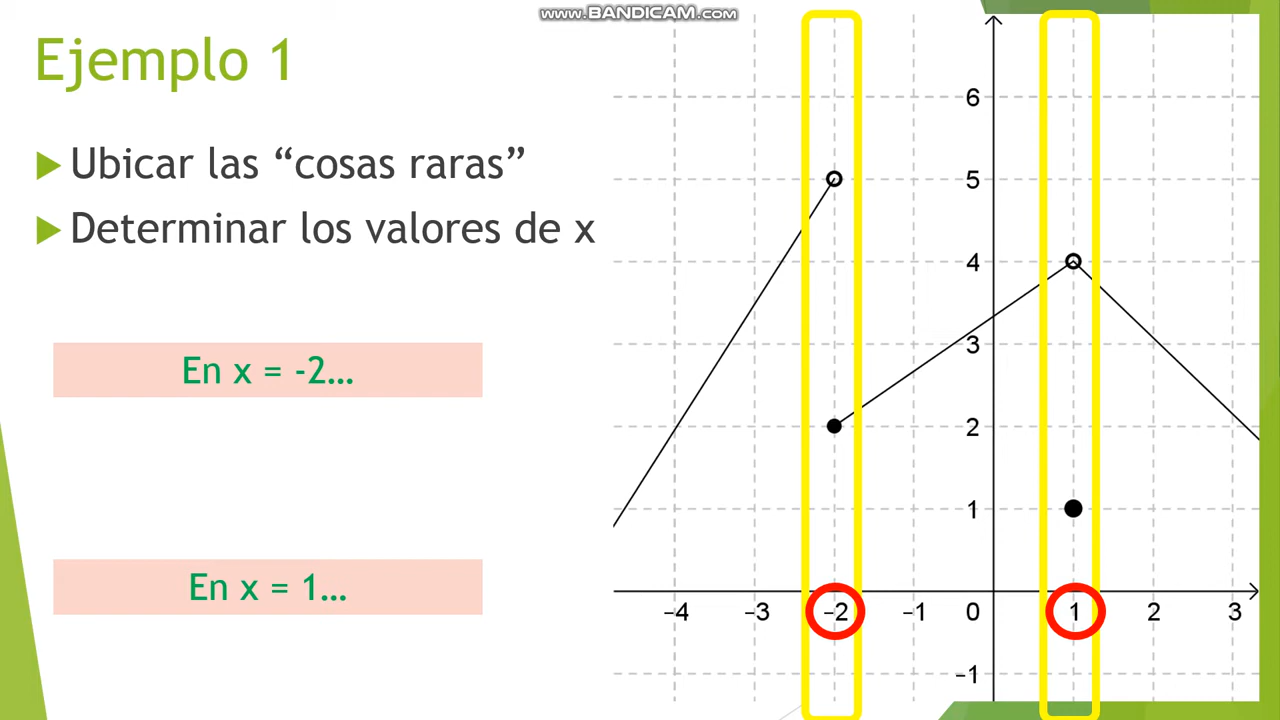 www.BANDICAM.com
Ejemplo 1
Ubicar las “cosas raras”
Determinar los valores de x
En x = -2...
En x = 1...
6
5
4
3
2
1
−4 −3 −2 −1 0 1 2 3
−1